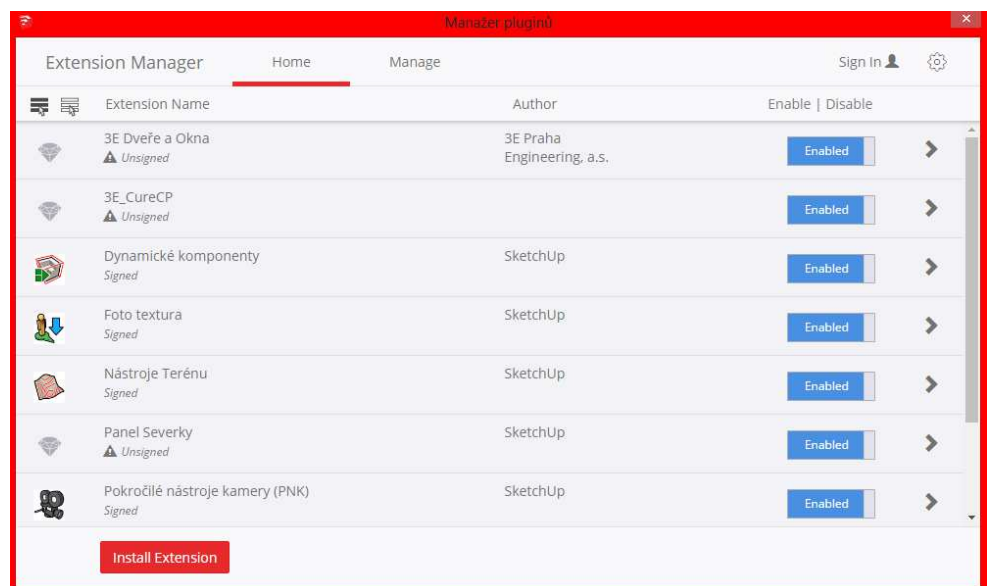 Manažer pluginů
Extension Manager Home Manage Sign In
Extension Name Author Enable | Disable
3E Dveře a Okna 3E Praha
Unsigned Engineering, a.s. Enabled
3E_CureCP
Unsigned Enabled
Dynamické komponenty SketchUp
Signed Enabled
Foto textura SketchUp
Signed Enabled
Nástroje Terénu SketchUp
Signed Enabled
Panel Severky SketchUp
Unsigned Enabled
Pokročilé nástroje kamery (PNK) SketchUp
Signed Enabled
Install Extension